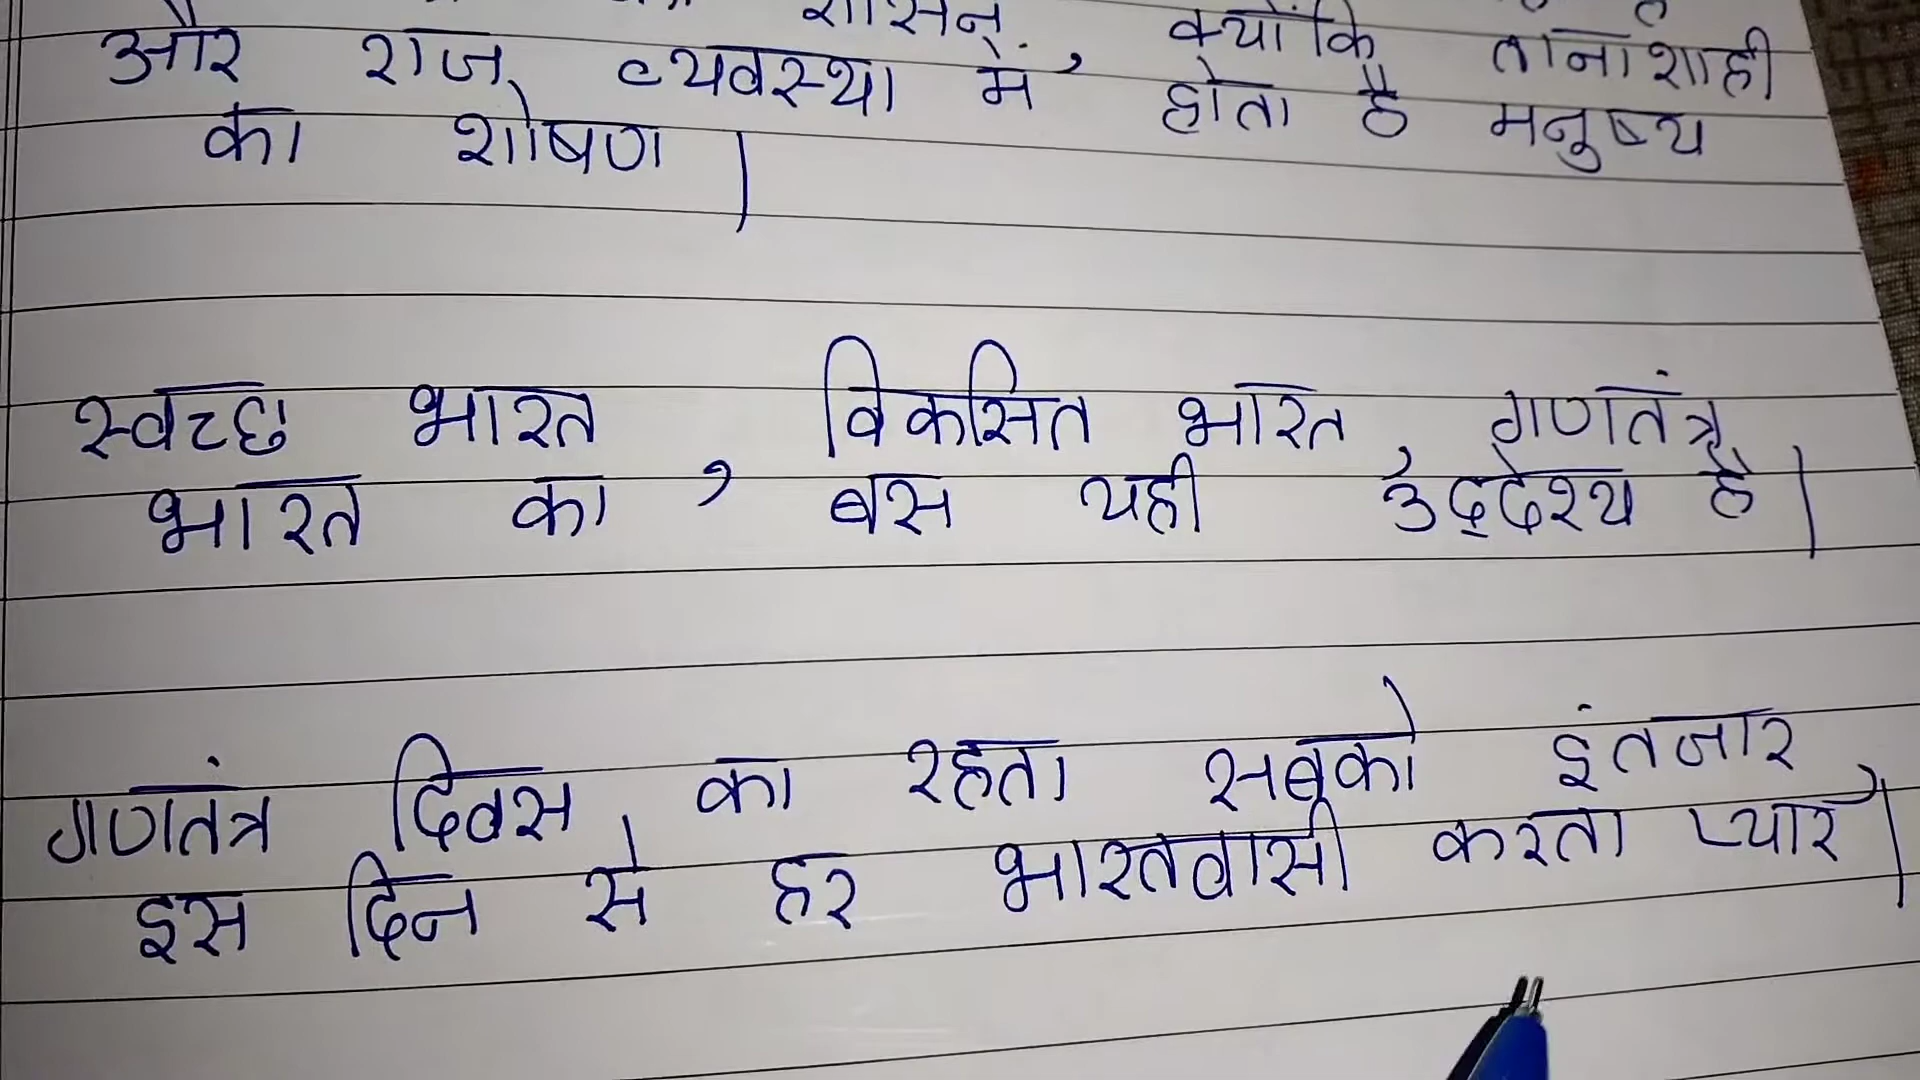 शासन, क्योंकि तानाशाही
और राज व्यवस्था में, होता है मनुष्य
का शोषण |
स्वच्छ भारत विकसित भारत, गणतंत्र
भारत का, बस यही उद्देश्य है |
गणतंत्र दिवस का रहता सबको इंतजार
इस दिन से हर भारतवासी करता प्यार |